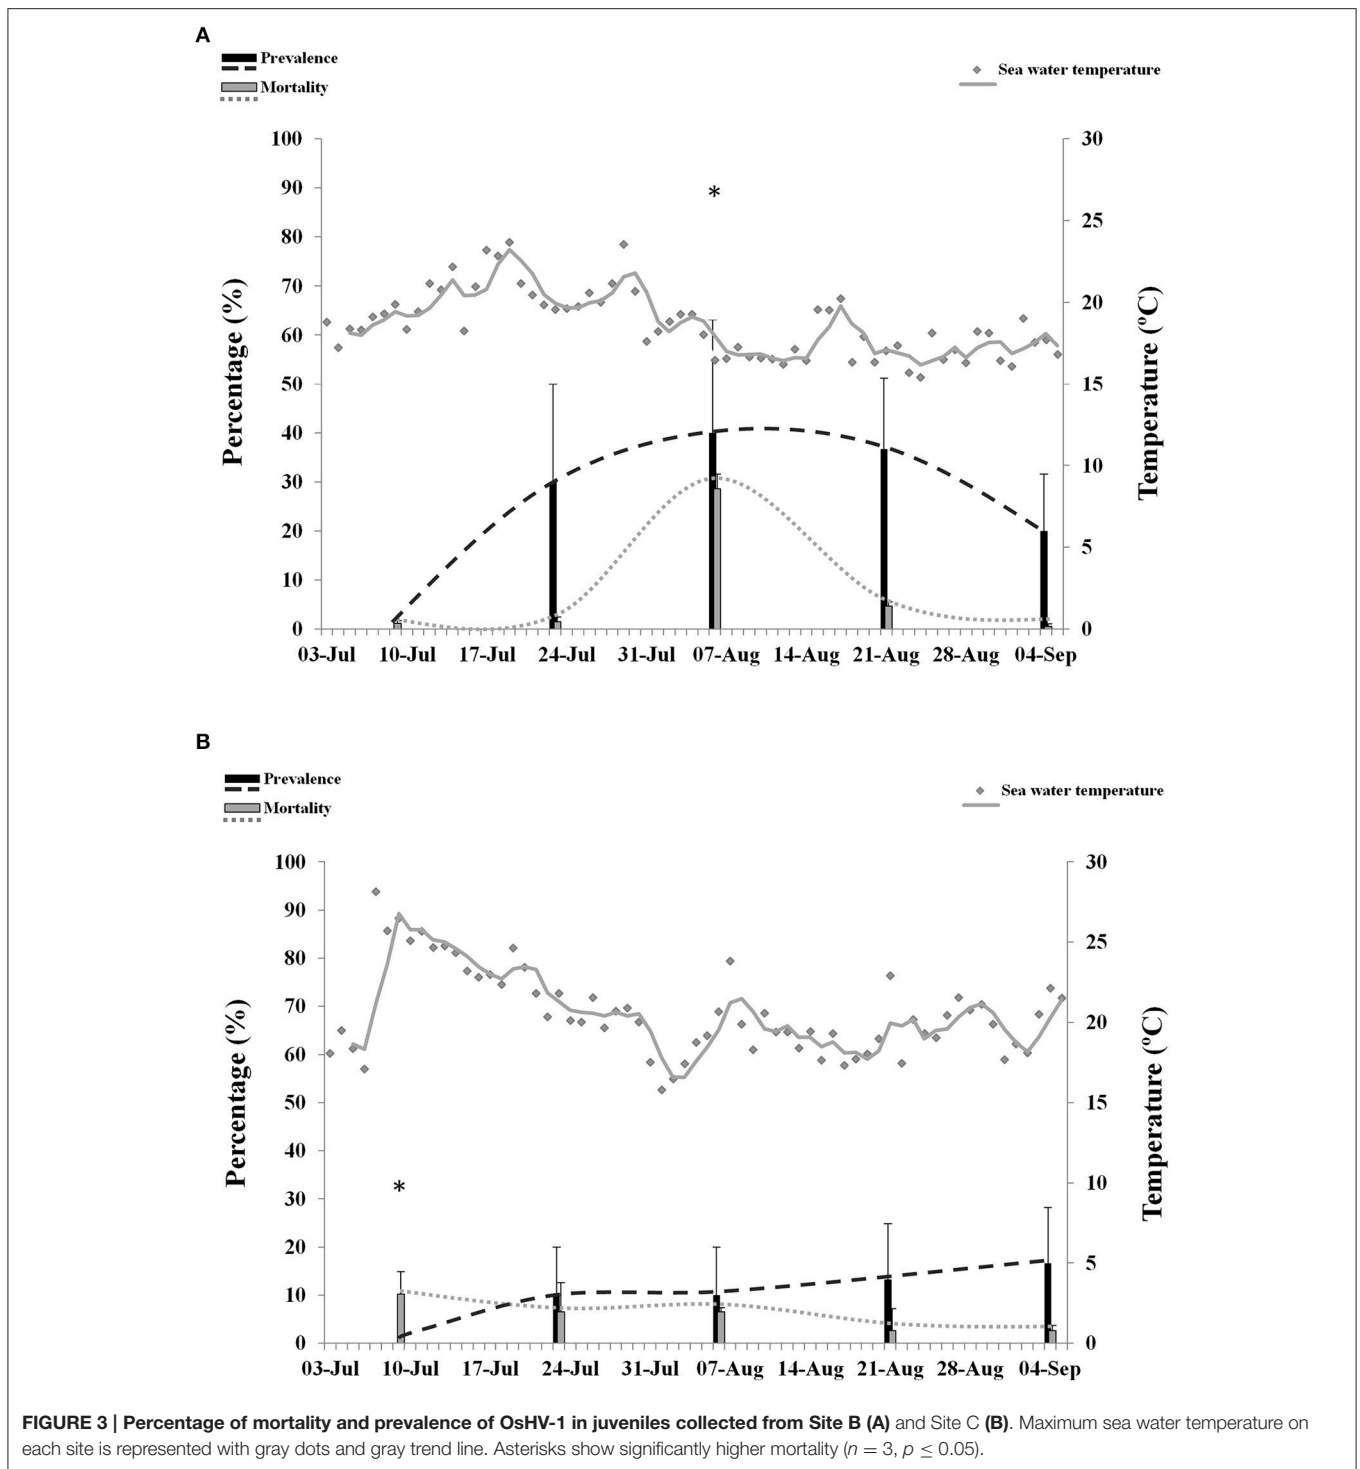 A
Prevalence
Mortality
Sea water temperature
100
90
80
70
60
50
40
30
20
10
0
Percentage (%)
30
25
20
15
10
5
0
Temperature (ºC)
*
03-Jul 10-Jul 17-Jul 24-Jul 31-Jul 07-Aug 14-Aug 21-Aug 28-Aug 04-Sep
B
Prevalence
Mortality
Sea water temperature
100
90
80
70
60
50
40
30
20
10
0
Percentage (%)
30
25
20
15
10
5
0
Temperature (ºC)
*
03-Jul 10-Jul 17-Jul 24-Jul 31-Jul 07-Aug 14-Aug 21-Aug 28-Aug 04-Sep
FIGURE 3 | Percentage of mortality and prevalence of OsHV-1 in juveniles collected from Site B (A) and Site C (B). Maximum sea water temperature on
each site is represented with gray dots and gray trend line. Asterisks show significantly higher mortality (n = 3, p ≤ 0.05).